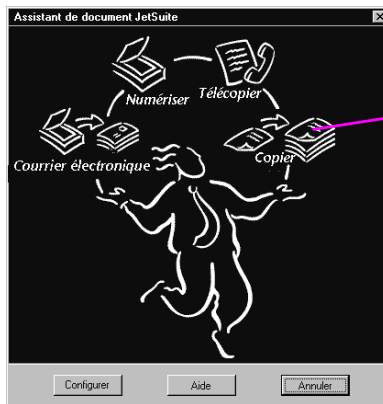 Assistant de document JetSuite
Numériser
Télécopier
Courrier électronique
Copier
Configurer
Aide
Annuler